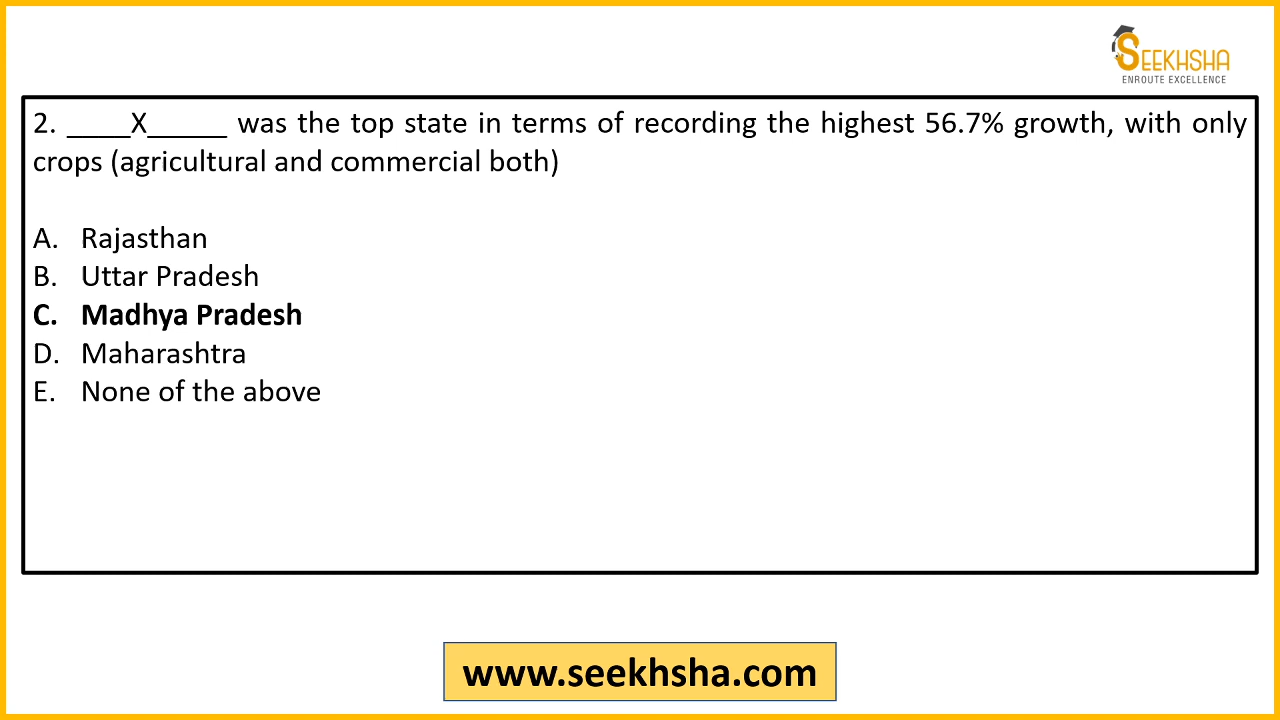 SEEKHSHA
ENROUTE EXCELLENCE
2. ____X_____ was the top state in terms of recording the highest 56.7% growth, with only
crops (agricultural and commercial both)
A. Rajasthan
B. Uttar Pradesh
C. Madhya Pradesh
D. Maharashtra
E. None of the above
www.seekhsha.com